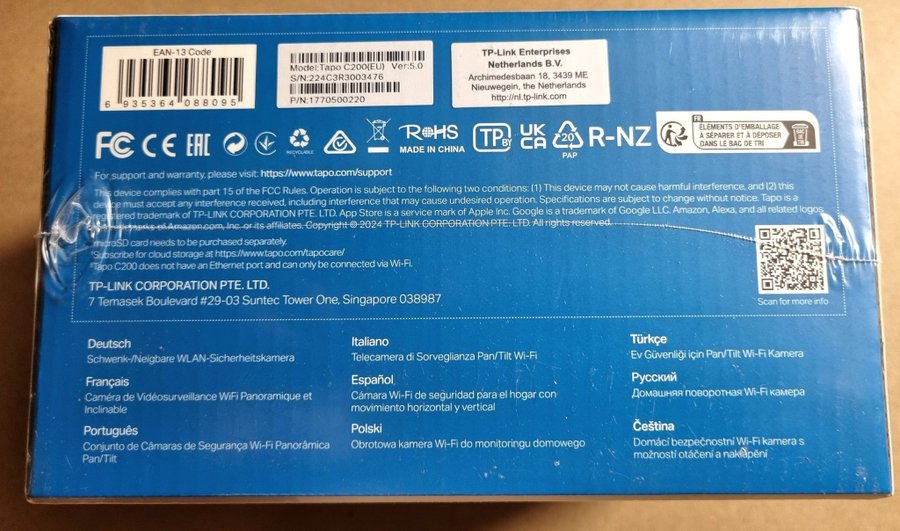 EAN-13 Code
6 935364 088095
Model:Tapo C200(EU) Ver:5.0
S/N:224C3R3003476
P/N:1770500220
TP-Link Enterprises
Netherlands B.V.
Archimedesbaan 18, 3439 ME
Nieuwegein, the Netherlands
http://nl.tp-link.com
FC CE EAC
RECYCLABLE
RoHS
MADE IN CHINA
TP BY
UK CA
20
PAP
R-NZ
FR
ÉLÉMENTS D'EMBALLAGE
À SÉPARER ET À DÉPOSER
DANS LE BAC DE TRI
BAC DE TRI
For support and warranty, please visit: https://www.tapo.com/support
This device complies with part 15 of the FCC Rules. Operation is subject to the following two conditions: (1) This device may not cause harmful interference, and (2) this
device must accept any interference received, including interference that may cause undesired operation. Specifications are subject to change without notice. Tapo is a
registered trademark of TP-LINK CORPORATION PTE. LTD. App Store is a service mark of Apple Inc. Google is a trademark of Google LLC. Amazon, Alexa, and all related logos
of Amazon.com, Inc. or its affiliates. Copyright © 2024 TP-LINK CORPORATION PTE. LTD. All rights reserved.
microSD card needs to be purchased separately.
Subscribe for cloud storage at https://www.tapo.com/tapocare/
Tapo C200 does not have an Ethernet port and can only be connected via Wi-Fi.
TP-LINK CORPORATION PTE. LTD.
7 Temasek Boulevard #29-03 Suntec Tower One, Singapore 038987
Scan for more info
Deutsch
Schwenk-/Neigbare WLAN-Sicherheitskamera
Français
Caméra de Vidéosurveillance WiFi Panoramique et
Inclinable
Português
Conjunto de Câmaras de Segurança Wi-Fi Panorâmica
Pan/Tilt
Italiano
Telecamera di Sorveglianza Pan/Tilt Wi-Fi
Español
Cámara Wi-Fi de seguridad para el hogar con
movimiento horizontal y vertical
Polski
Obrotowa kamera Wi-Fi do monitoringu domowego
Türkçe
Ev Güvenliği için Pan/Tilt Wi-Fi Kamera
Русский
Домашняя поворотная Wi-Fi камера
Čeština
Domácí bezpečnostní Wi-Fi kamera s
možností otáčení a naklápění